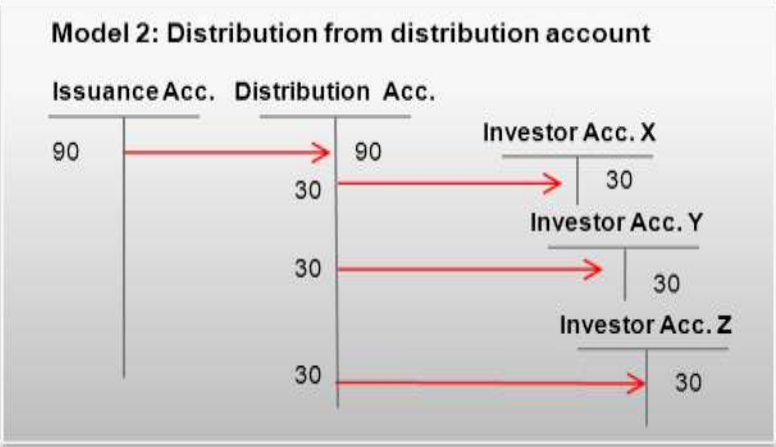 Model 2: Distribution from distribution account
Issuance Acc. Distribution Acc.
Investor Acc. X
90 90
30 30
Investor Acc. Y
30 30
Investor Acc. Z
30 30